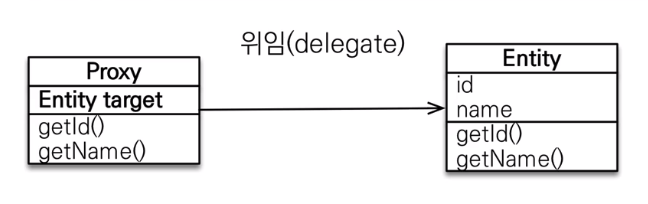 위임(delegate)
Proxy
Entity target
getId()
getName()
Entity
id
name
getId()
getName()